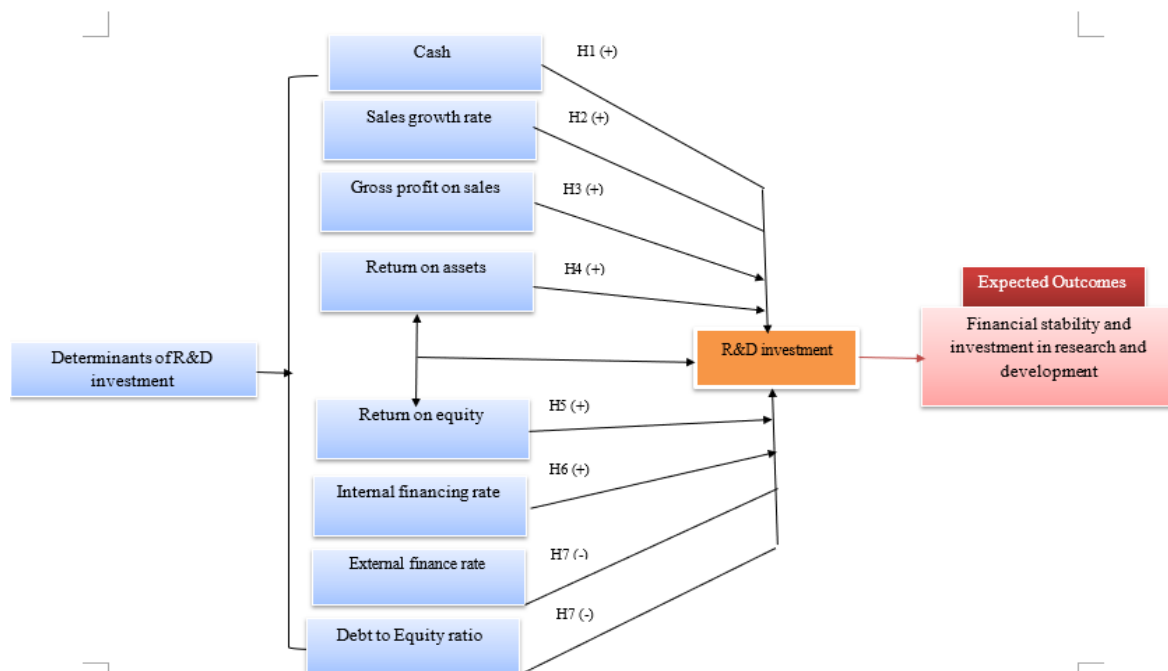 Cash
H1 (+)
Sales growth rate
H2 (+)
Gross profit on sales
H3 (+)
Return on assets
H4 (+)
Expected Outcomes
Financial stability and
investment in research and
development
Determinants of R&D
investment
R&D investment
Return on equity
H5 (+)
Internal financing rate
H6 (+)
External finance rate
H7 (-)
Debt to Equity ratio
H7 (-)